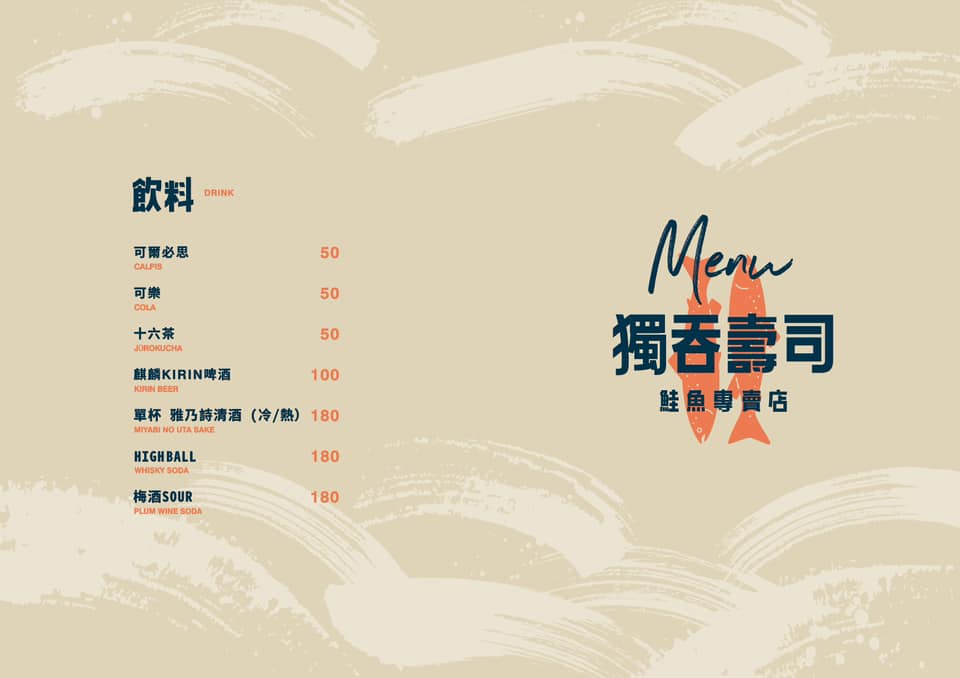 飲料 DRINK
可爾必思 50
CALPIS
可樂 50
COLA
十六茶 50
JŪROKUCHA
麒麟KIRIN啤酒 100
KIRIN BEER
單杯 雅乃詩清酒 (冷/熱) 180
MIYABI NO UTA SAKE
HIGHBALL 180
WHISKY SODA
梅酒SOUR 180
PLUM WINE SODA
Menu
獨吞壽司
鮭魚專賣店